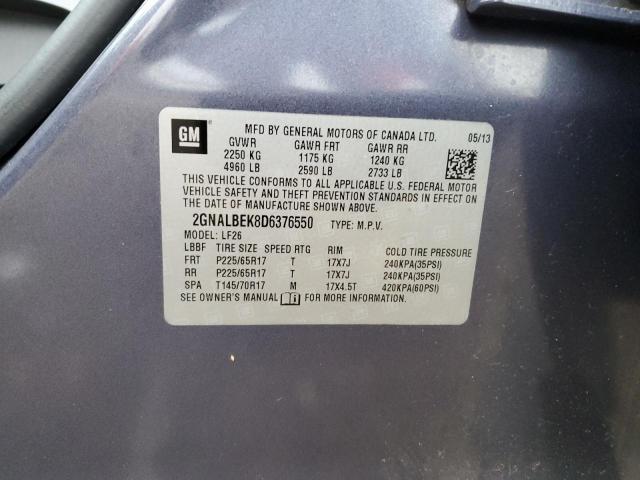 GM
MFD BY GENERAL MOTORS OF CANADA LTD. 05/13
GVWR GAWR FRT GAWR RR
2250 KG 1175 KG 1240 KG
4960 LB 2590 LB 2733 LB
THIS VEHICLE CONFORMS TO ALL APPLICABLE U.S. FEDERAL MOTOR
VEHICLE SAFETY AND THEFT PREVENTION STANDARDS IN EFFECT ON
THE DATE OF MANUFACTURE SHOWN ABOVE.
2GNALBEK8D6376550 TYPE: M.P.V.
MODEL: LF26
LBBF TIRE SIZE SPEED RTG RIM COLD TIRE PRESSURE
FRT P225/65R17 T 17X7J 240KPA(35PSI)
RR P225/65R17 T 17X7J 240KPA(35PSI)
SPA T145/70R17 M 17X4.5T 420KPA(60PSI)
SEE OWNER'S MANUAL FOR MORE INFORMATION.